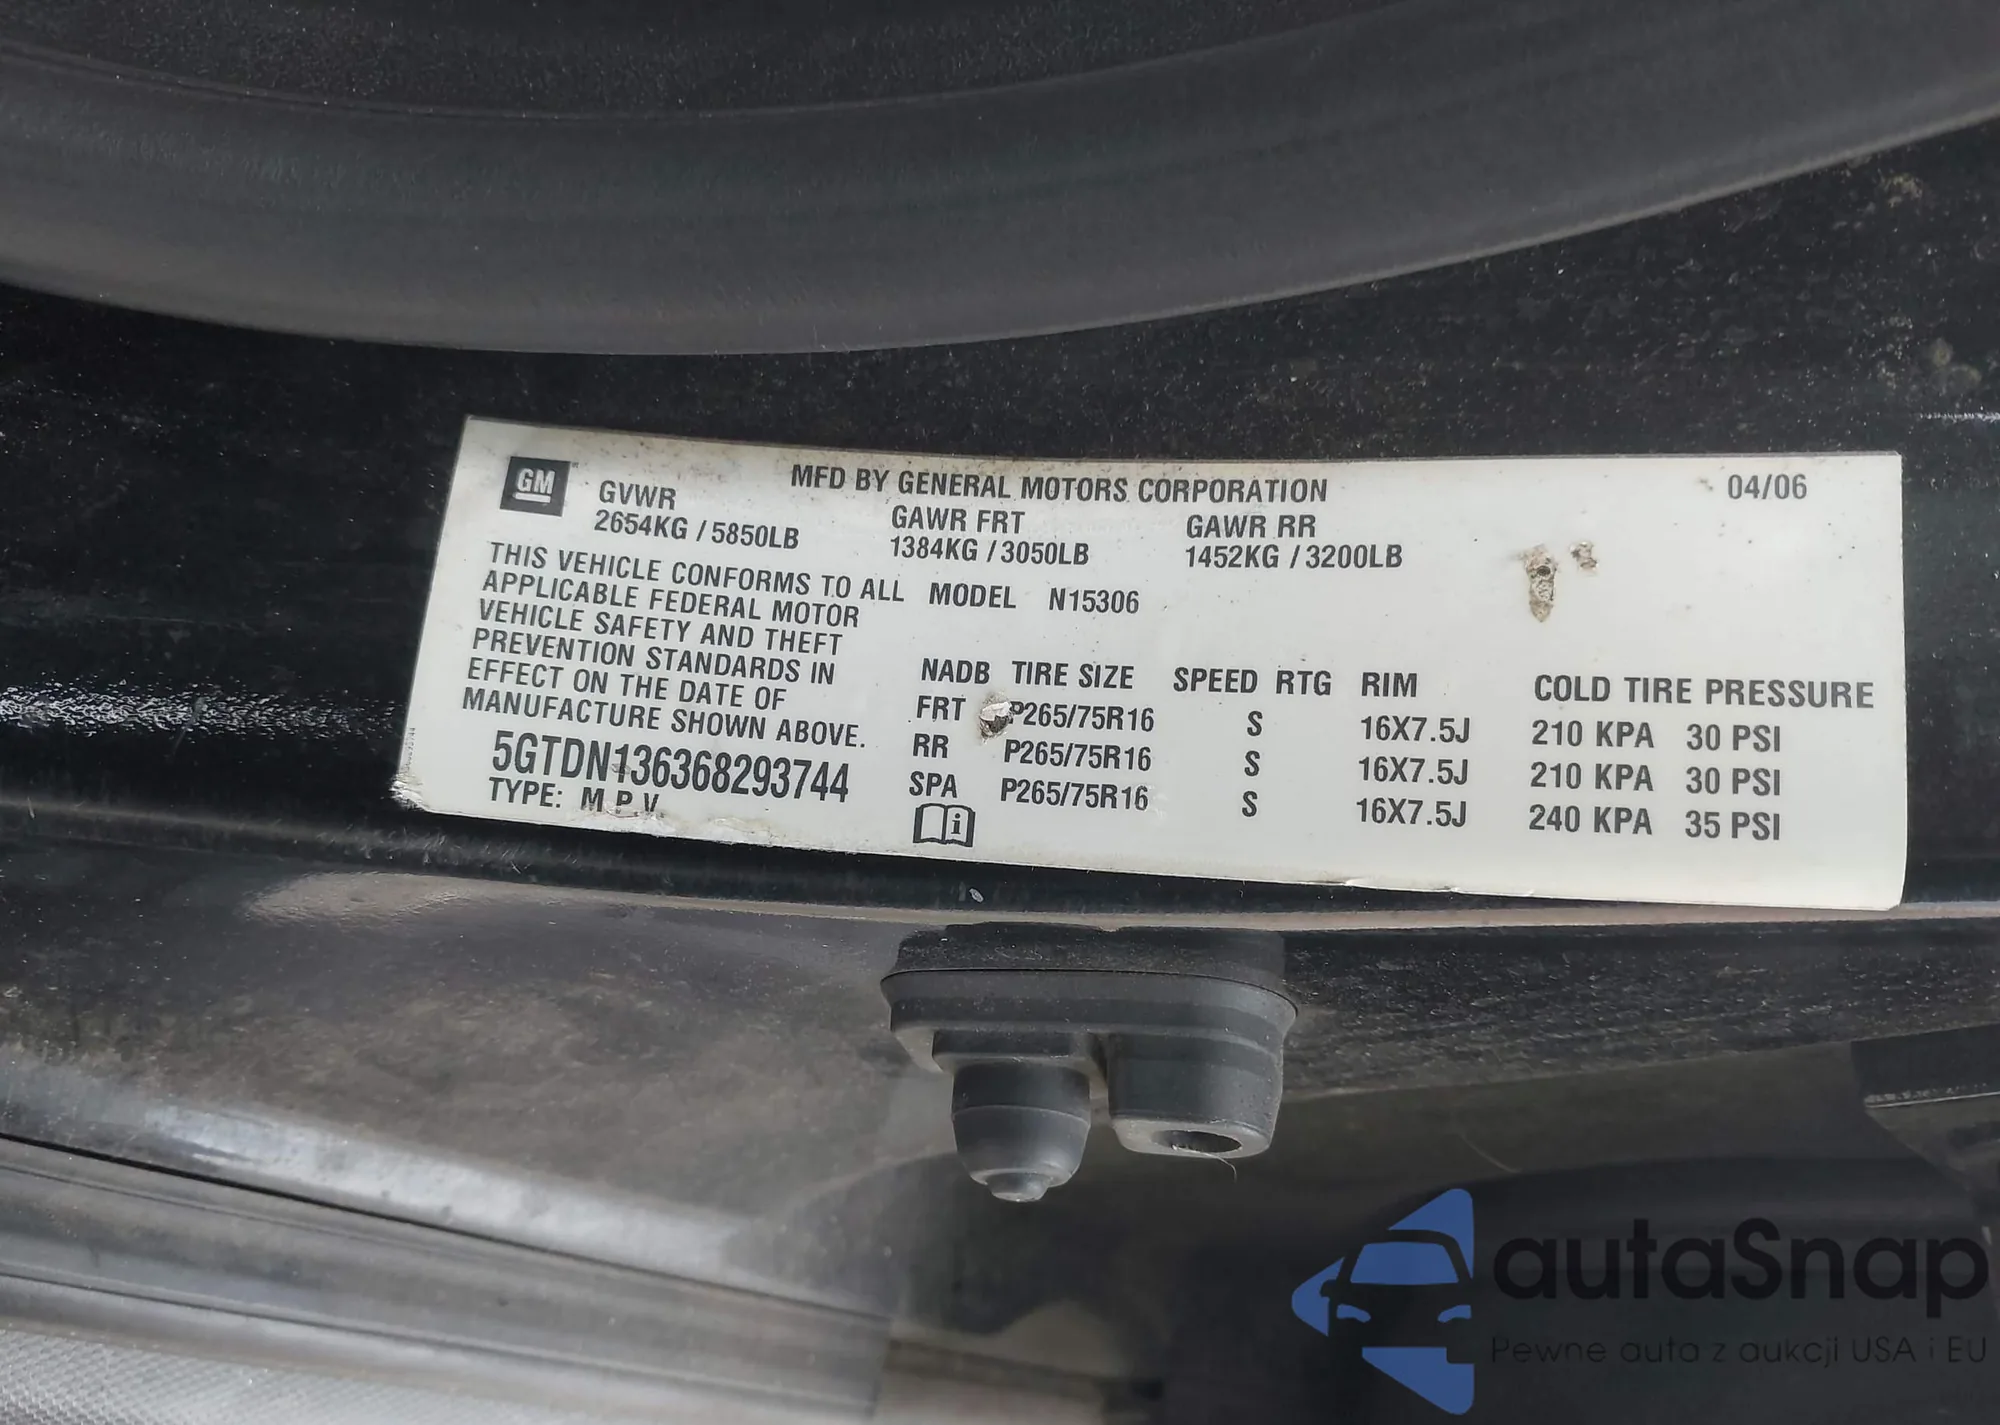 GM
MFD BY GENERAL MOTORS CORPORATION 04/06
GVWR GAWR FRT GAWR RR
2654KG / 5850LB 1384KG / 3050LB 1452KG / 3200LB
THIS VEHICLE CONFORMS TO ALL
APPLICABLE FEDERAL MOTOR
VEHICLE SAFETY AND THEFT
PREVENTION STANDARDS IN
EFFECT ON THE DATE OF
MANUFACTURE SHOWN ABOVE.
5GTDN136368293744
TYPE: M.P.V.
MODEL N15306
NADB TIRE SIZE SPEED RTG RIM COLD TIRE PRESSURE
FRT P265/75R16 S 16X7.5J 210 KPA 30 PSI
RR P265/75R16 S 16X7.5J 210 KPA 30 PSI
SPA P265/75R16 S 16X7.5J 240 KPA 35 PSI
i
autaSnap
Pewne auta z aukcji USA i EU